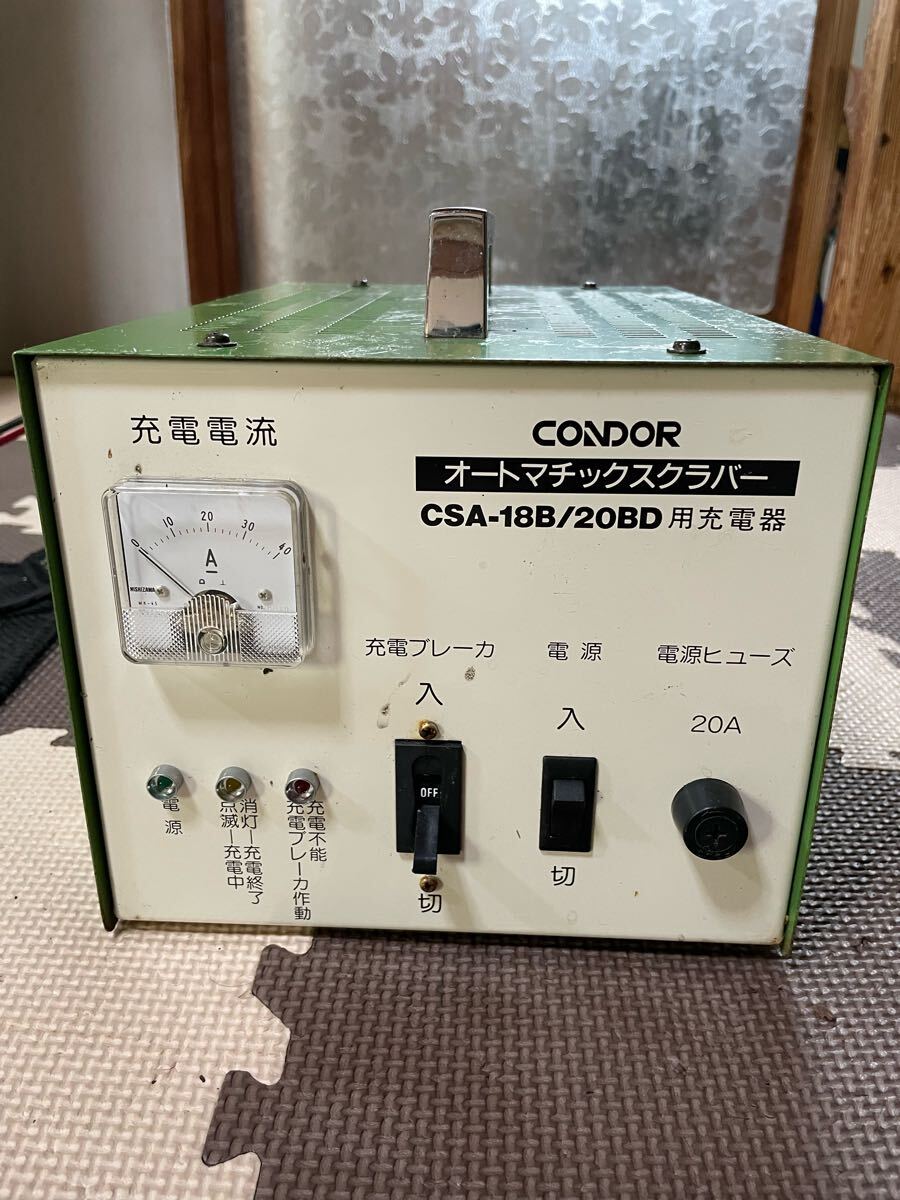 充電電流
CONDOR
オートマチックスクラバー
CSA-18B/20BD用充電器
0 10 20 30 40
A
NISHIZAWA
充電ブレーカ
入
OFF
切
電源
入
切
電源ヒューズ
20A
電源
点滅―充電中
消灯―充電終了
充電不能
充電ブレーカ作動